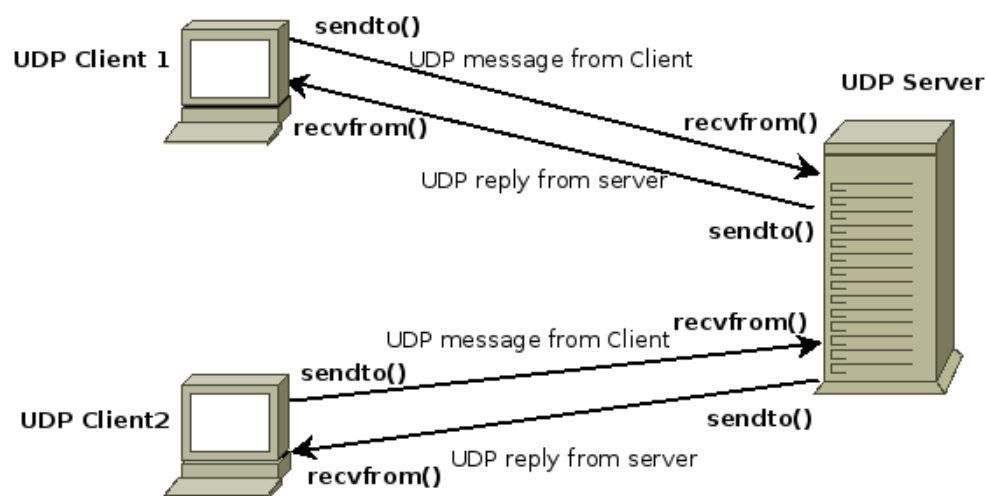 sendto()
UDP Client 1
UDP message from Client
UDP Server
recvfrom()
recvfrom()
UDP reply from server
sendto()
recvfrom()
UDP message from Client
sendto()
UDP Client2
sendto()
UDP reply from server
recvfrom()